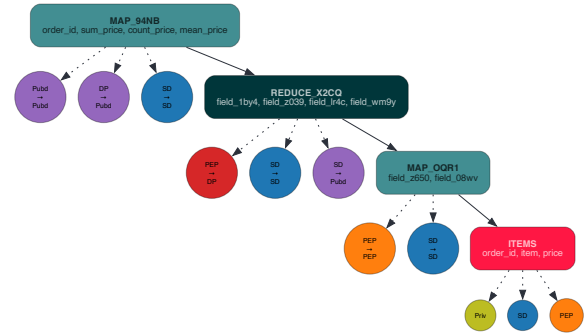 MAP_94NB
order_id, sum_price, count_price, mean_price
Pubd
→
Pubd
DP
→
Pubd
SD
→
SD
REDUCE_X2CQ
field_1by4, field_z039, field_lr4c, field_wm9y
PEP
→
DP
SD
→
SD
SD
→
Pubd
MAP_OQR1
field_z650, field_08wv
PEP
→
PEP
SD
→
SD
ITEMS
order_id, item, price
Priv
SD
PEP